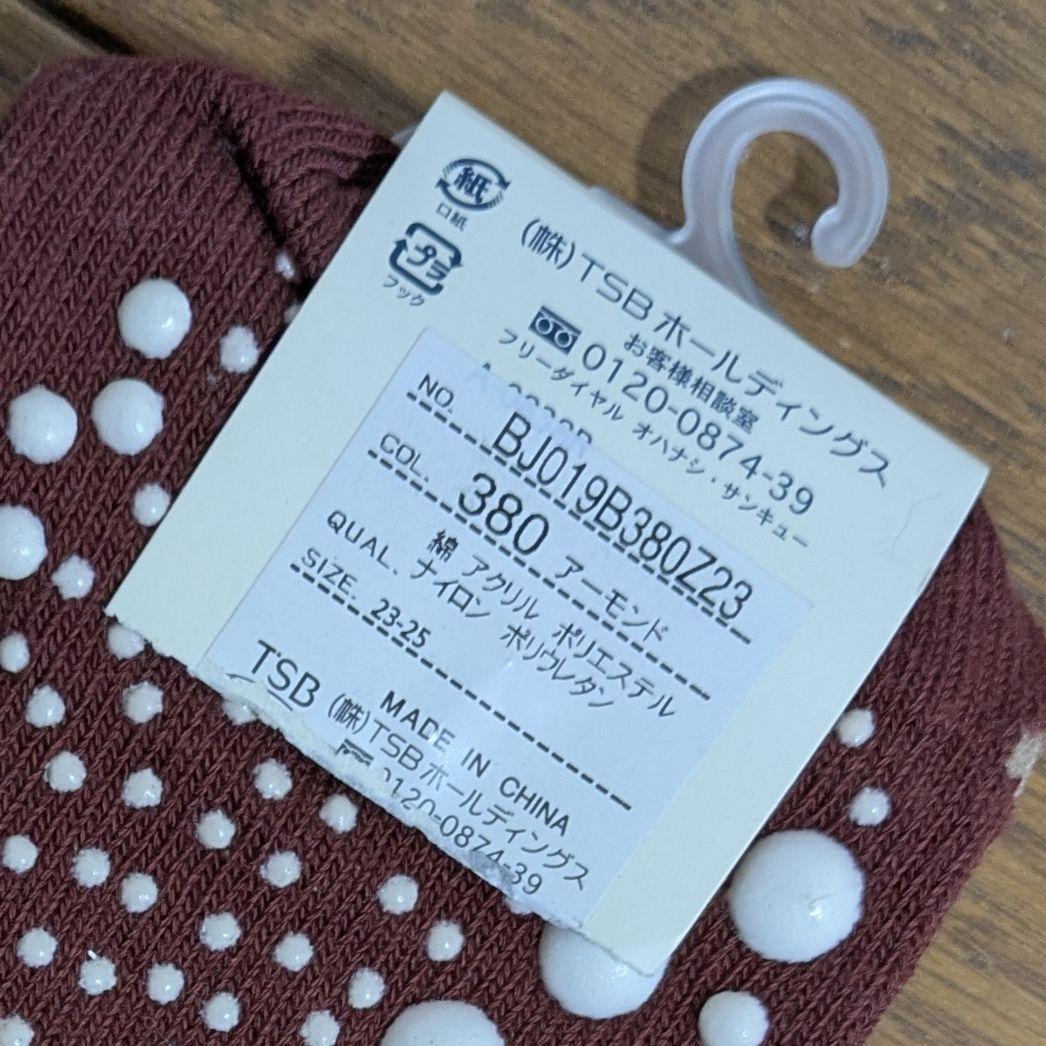 紙
口紙
プラ
フック
(株)TSBホールディングス
お客様相談室
0120-0874-39
フリーダイヤル オハナシ・サンキュー
NO. BJ019B380Z23
COL. 380 アーモンド
QUAL. 綿 アクリル ポリエステル
ナイロン ポリウレタン
SIZE. 23-25
MADE IN CHINA
TSB (株)TSBホールディングス
0120-0874-39